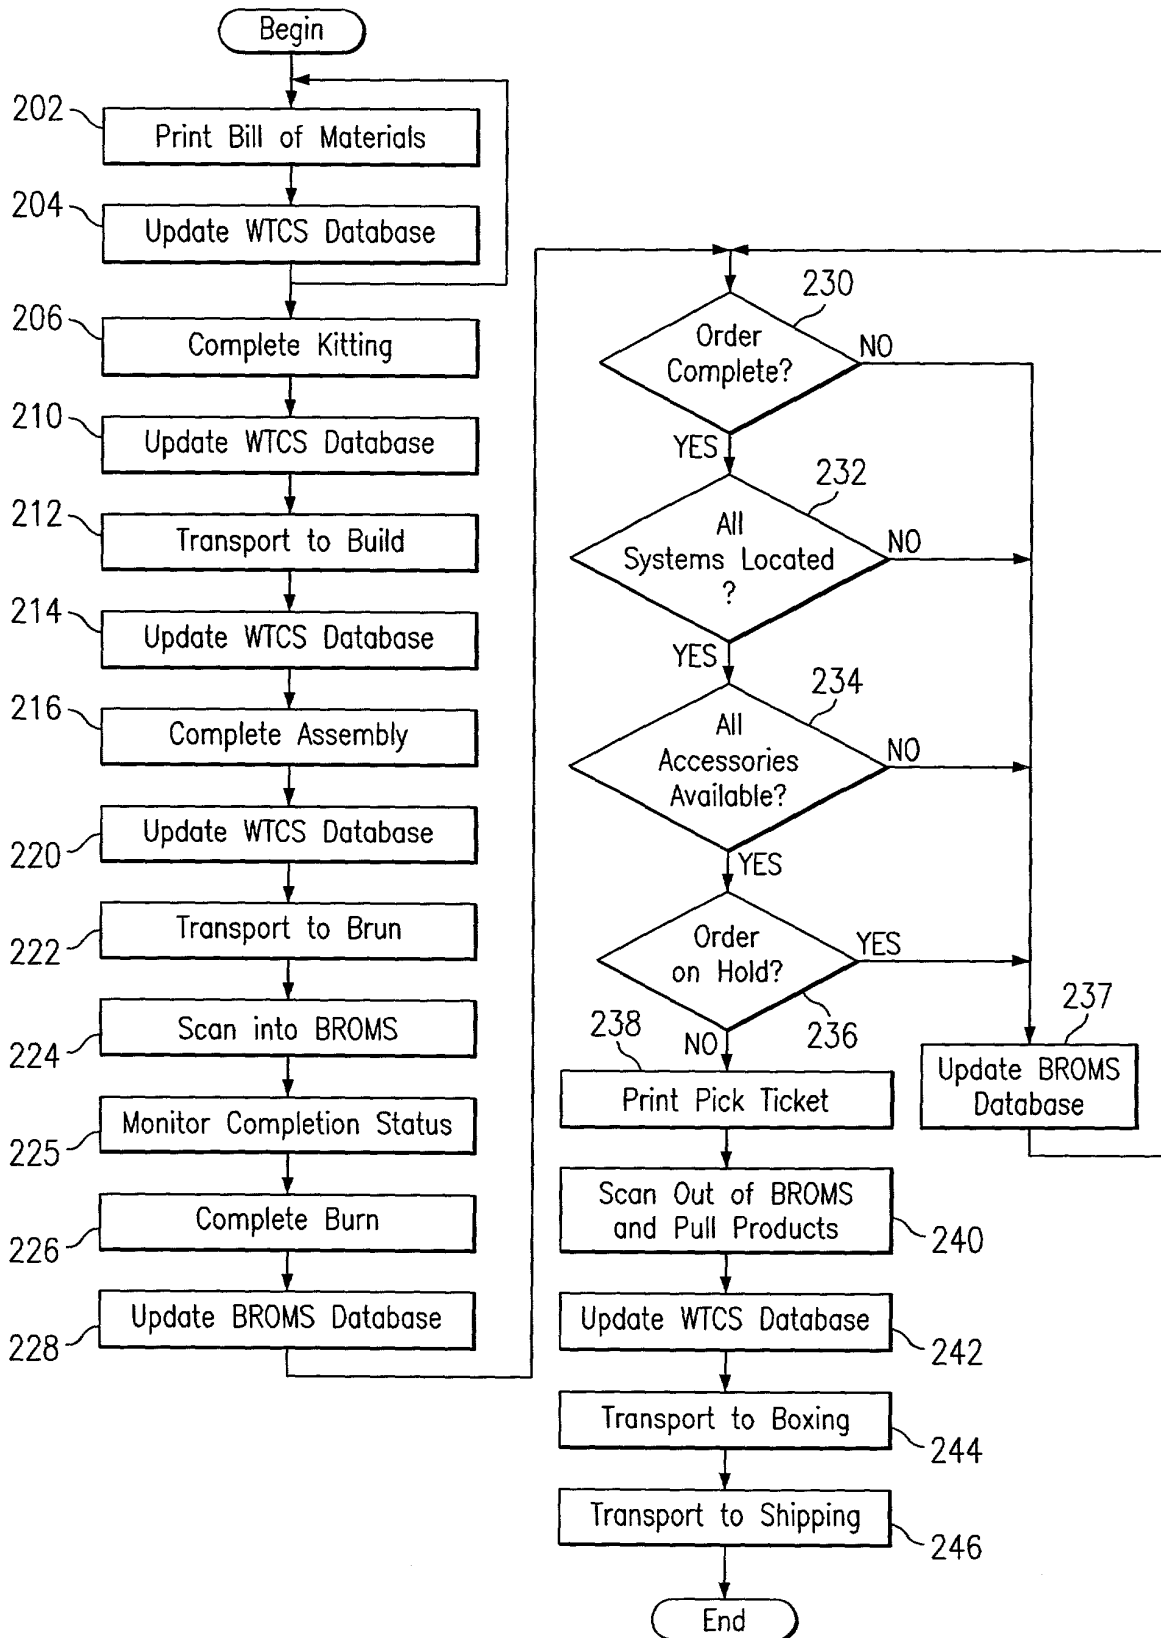 Begin
202
Print Bill of Materials
204
Update WTCS Database
206
Complete Kitting
210
Update WTCS Database
212
Transport to Build
214
Update WTCS Database
216
Complete Assembly
220
Update WTCS Database
222
Transport to Brun
224
Scan into BROMS
225
Monitor Completion Status
226
Complete Burn
228
Update BROMS Database
230
Order
Complete?
NO
YES
232
All
Systems Located
?
NO
YES
234
All
Accessories
Available?
NO
YES
Order
on Hold?
YES
236
NO
237
Update BROMS
Database
238
Print Pick Ticket
Scan Out of BROMS
and Pull Products
240
Update WTCS Database
242
Transport to Boxing
244
Transport to Shipping
246
End